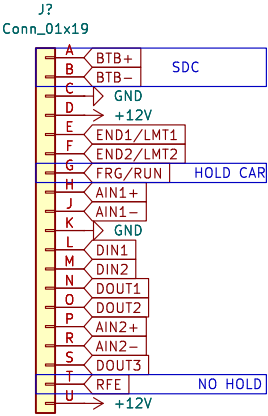 J?
Conn_01x19
A BTB+ SDC
B BTB-
C GND
D +12V
E END1/LMT1
F END2/LMT2
G FRG/RUN HOLD CAR
H AIN1+
J AIN1-
K GND
L DIN1
M DIN2
N DOUT1
O DOUT2
P AIN2+
R AIN2-
S DOUT3
T RFE NO HOLD
U +12V